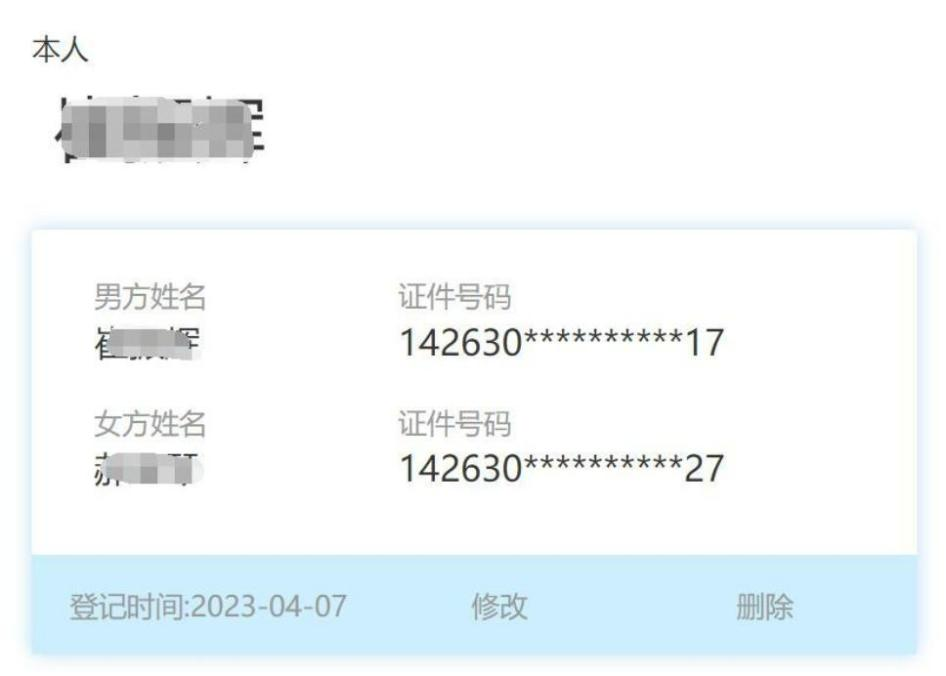 本人
男方姓名 证件号码
142630**********17
女方姓名 证件号码
142630**********27
登记时间:2023-04-07 修改 删除